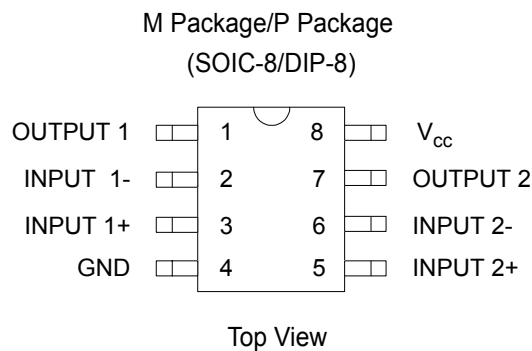 M Package/P Package
(SOIC-8/DIP-8)
OUTPUT 1 1 8 Vcc
INPUT 1- 2 7 OUTPUT 2
INPUT 1+ 3 6 INPUT 2-
GND 4 5 INPUT 2+
Top View